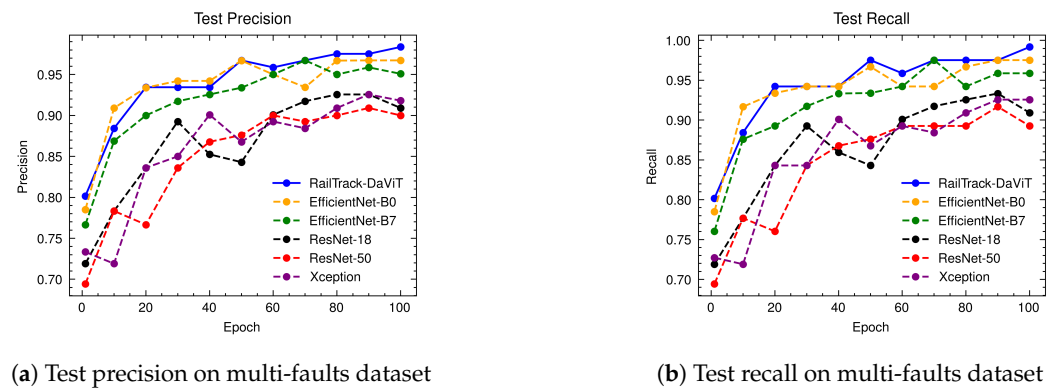 Test Precision
Precision
0.95
0.90
0.85
0.80
0.75
0.70
RailTrack-DaViT
EfficientNet-B0
EfficientNet-B7
ResNet-18
ResNet-50
Xception
0 20 40 60 80 100
Epoch
(a) Test precision on multi-faults dataset
Test Recall
Recall
1.00
0.95
0.90
0.85
0.80
0.75
0.70
RailTrack-DaViT
EfficientNet-B0
EfficientNet-B7
ResNet-18
ResNet-50
Xception
0 20 40 60 80 100
Epoch
(b) Test recall on multi-faults dataset